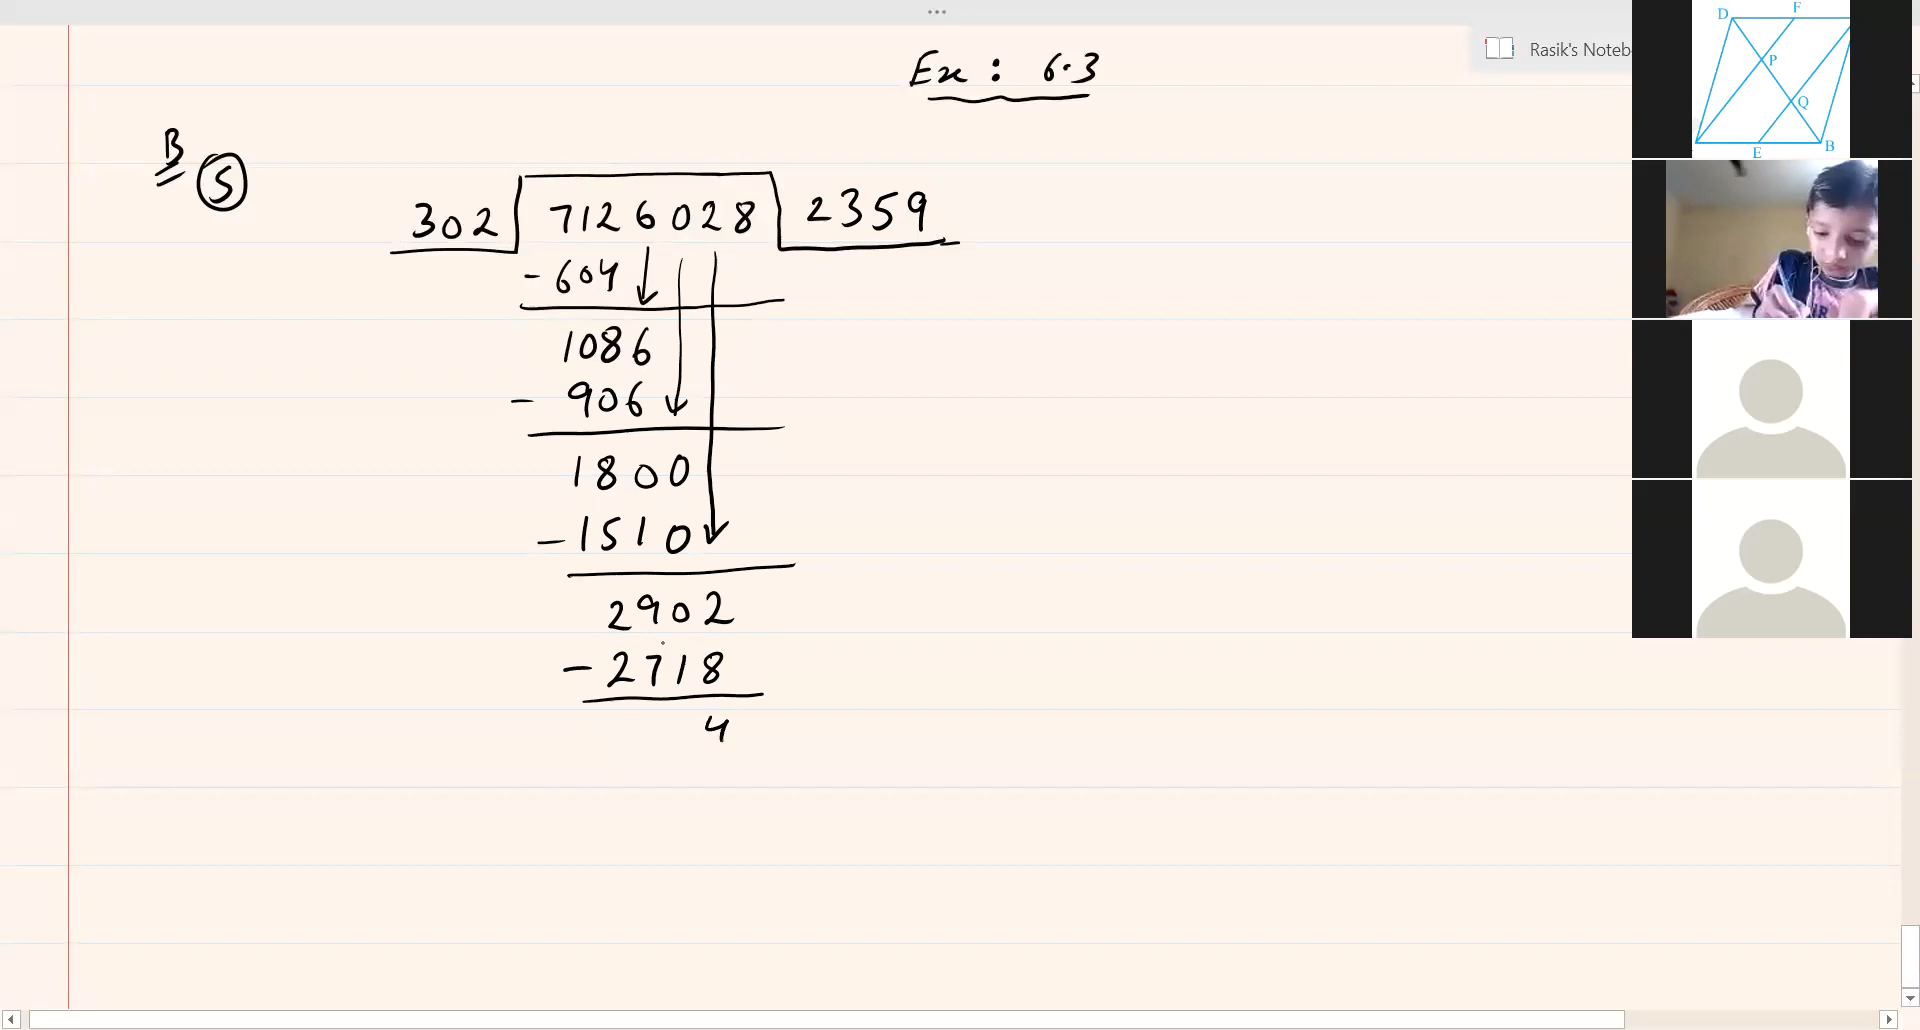 Ex : 6.3
Rasik's Noteb
D F
P
Q
E B
B
5
302 7126028 2359
- 604
1086
- 906
1800
- 1510
2902
- 2718
4